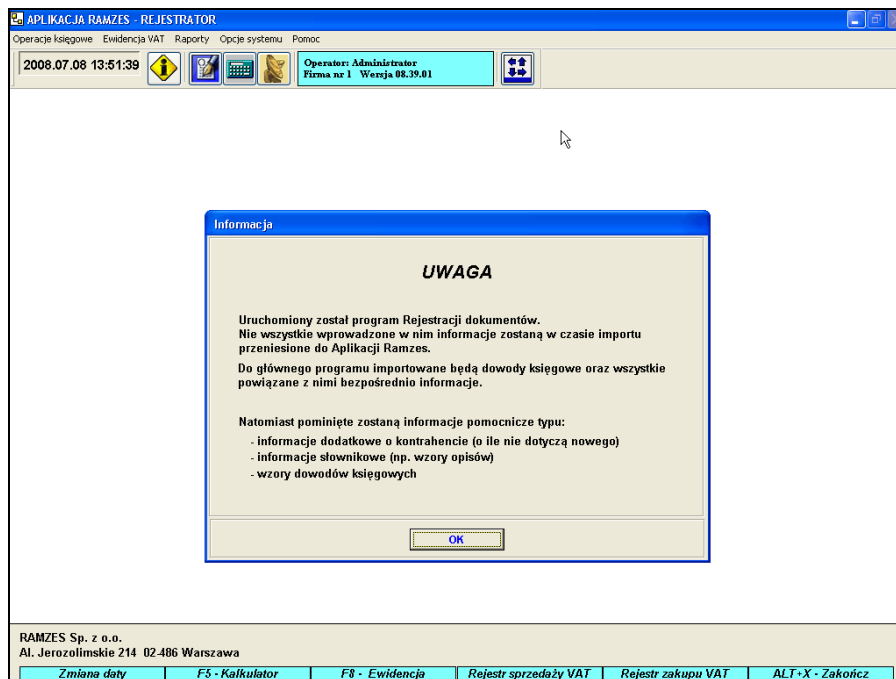 APLIKACJA RAMZES - REJESTRATOR
Operacje księgowe Ewidencja VAT Raporty Opcje systemu Pomoc
2008.07.08 13:51:39
Operator: Administrator
Firma nr 1 Wersja 08.39.01
Informacja
UWAGA
Uruchomiony został program Rejestracji dokumentów.
Nie wszystkie wprowadzone w nim informacje zostaną w czasie importu
przeniesione do Aplikacji Ramzes.
Do głównego programu importowane będą dowody księgowe oraz wszystkie
powiązane z nimi bezpośrednio informacje.
Natomiast pominięte zostaną informacje pomocnicze typu:
- informacje dodatkowe o kontrahencie (o ile nie dotyczą nowego)
- informacje słownikowe (np. wzory opisów)
- wzory dowodów księgowych
OK
RAMZES Sp. z o.o.
Al. Jerozolimskie 214 02-486 Warszawa
Zmiana daty F5 - Kalkulator F8 - Ewidencja Rejestr sprzedaży VAT Rejestr zakupu VAT ALT+X - Zakończ